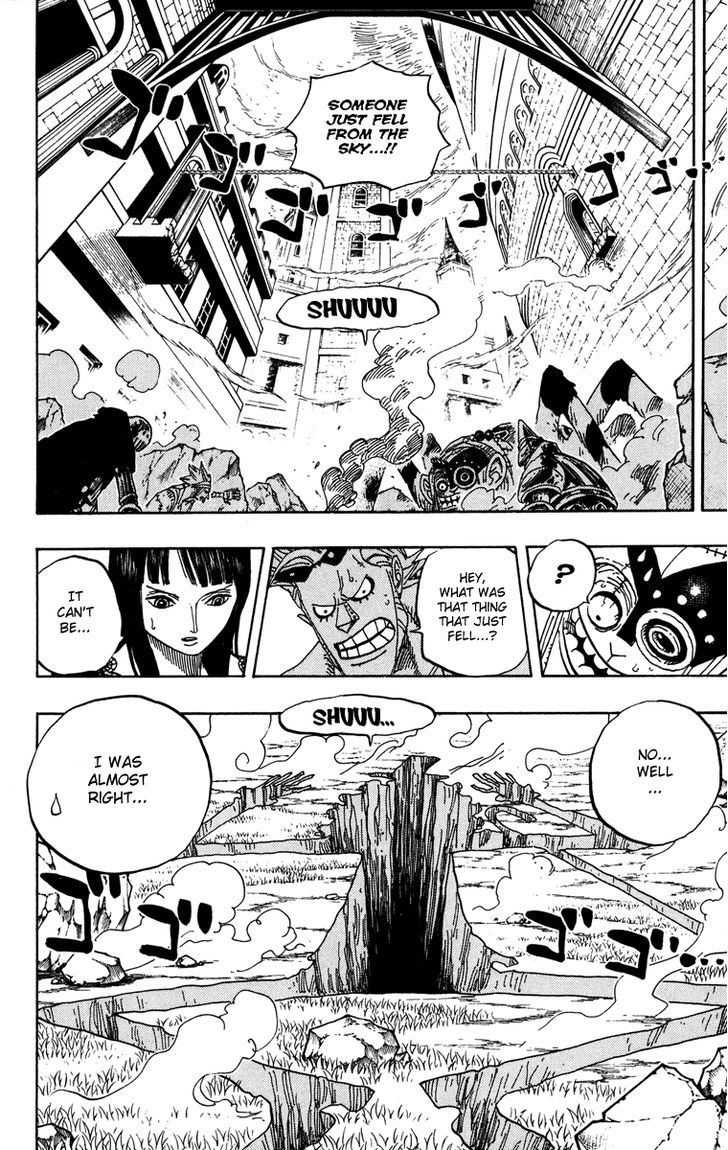 SOMEONE
JUST FELL
FROM THE
SKY...!!
ゴゴゴゴゴゴゴ...
SHUUUU
?
HEY,
WHAT WAS
THAT THING
THAT JUST
FELL...?
IT
CAN'T
BE...
SHUUU...
NO...
WELL
...
I WAS
ALMOST
RIGHT...
ゴゴゴゴ...